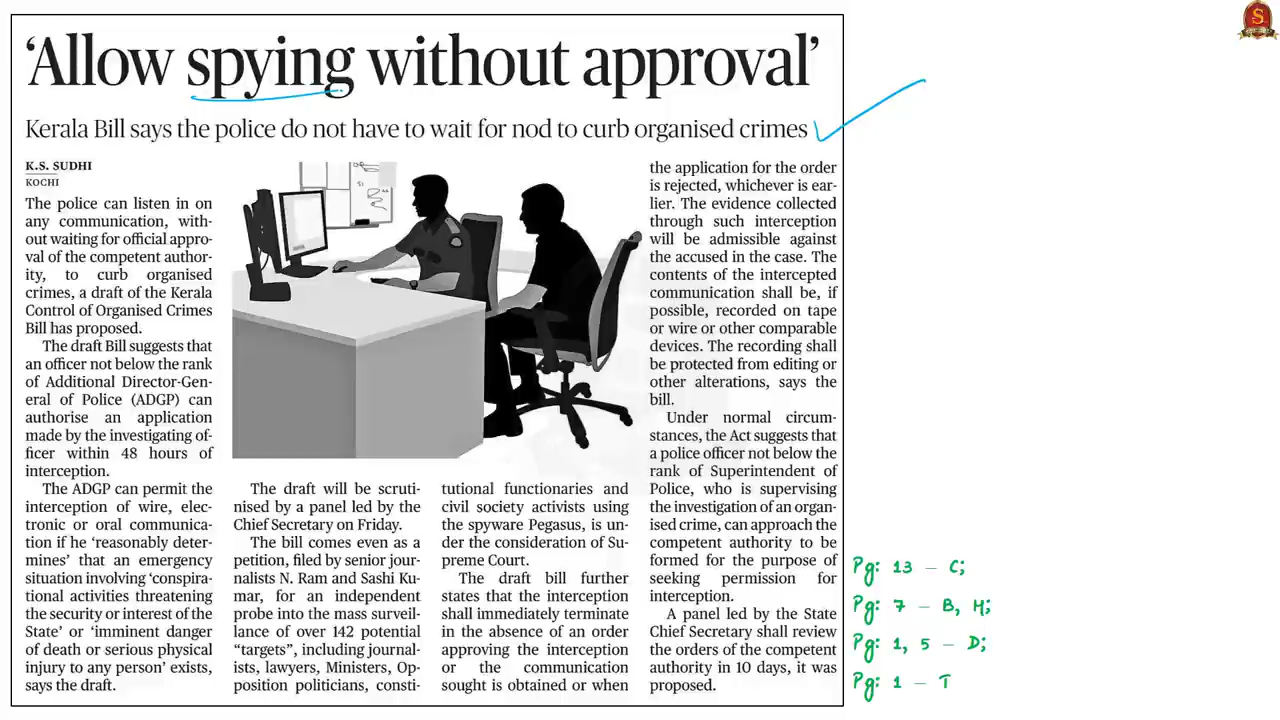 ‘Allow spying without approval’
Kerala Bill says the police do not have to wait for nod to curb organised crimes
K.S. SUDHI
KOCHI
The police can listen in on
any communication, with-
out waiting for official appro-
val of the competent author-
ity, to curb organised
crimes, a draft of the Kerala
Control of Organised Crimes
Bill has proposed.
The draft Bill suggests that
an officer not below the rank
of Additional Director-Gen-
eral of Police (ADGP) can
authorise an application
made by the investigating of-
ficer within 48 hours of
interception.
The ADGP can permit the
interception of wire, elec-
tronic or oral communica-
tion if he ‘reasonably deter-
mines’ that an emergency
situation involving ‘conspira-
tional activities threatening
the security or interest of the
State’ or ‘imminent danger
of death or serious physical
injury to any person’ exists,
says the draft.
The draft will be scruti-
nised by a panel led by the
Chief Secretary on Friday.
The bill comes even as a
petition, filed by senior jour-
nalists N. Ram and Sashi Ku-
mar, for an independent
probe into the mass surveil-
lance of over 142 potential
“targets”, including journal-
ists, lawyers, Ministers, Op-
position politicians, consti-
tutional functionaries and
civil society activists using
the spyware Pegasus, is un-
der the consideration of Su-
preme Court.
The draft bill further
states that the interception
shall immediately terminate
in the absence of an order
approving the interception
or the communication
sought is obtained or when
the application for the order
is rejected, whichever is ear-
lier. The evidence collected
through such interception
will be admissible against
the accused in the case. The
contents of the intercepted
communication shall be, if
possible, recorded on tape
or wire or other comparable
devices. The recording shall
be protected from editing or
other alterations, says the
bill.
Under normal circum-
stances, the Act suggests that
a police officer not below the
rank of Superintendent of
Police, who is supervising
the investigation of an organ-
ised crime, can approach the
competent authority to be
formed for the purpose of
seeking permission for
interception.
A panel led by the State
Chief Secretary shall review
the orders of the competent
authority in 10 days, it was
proposed.
Pg: 13 – C;
Pg: 7 – B, H;
Pg: 1, 5 – D;
Pg: 1 – T
S